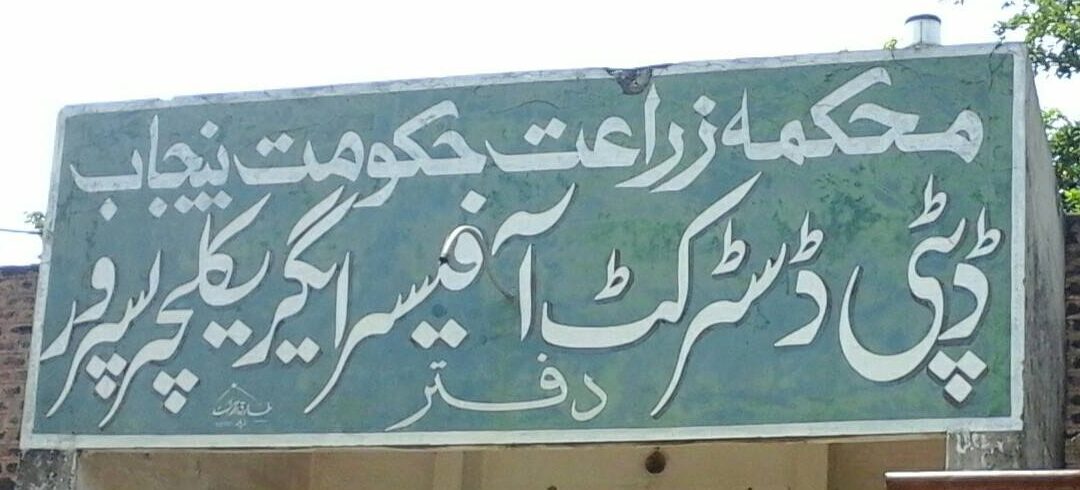 محکمہ زراعت حکومت پنجاب
ڈپٹی ڈسٹرکٹ آفیسر ایگریکلچر پسرور
دفتر